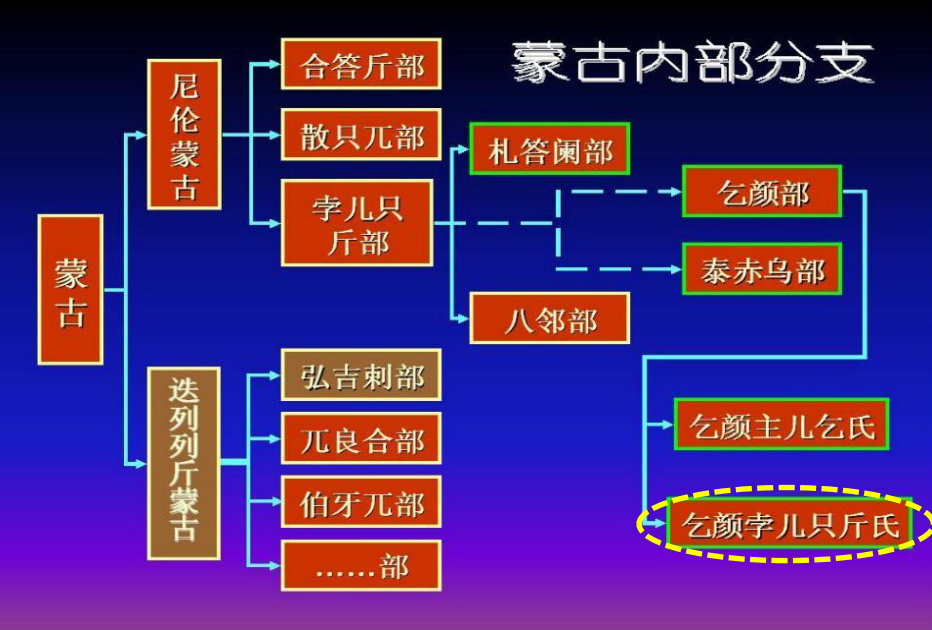 蒙古内部分支
蒙
古
尼
伦
蒙
古
合答斤部
散只兀部
孛儿只
斤部
札答阑部
八邻部
乞颜部
泰赤乌部
乞颜主儿乞氏
乞颜孛儿只斤氏
迭
列
列
斤
蒙
古
弘吉剌部
兀良合部
伯牙兀部
……部